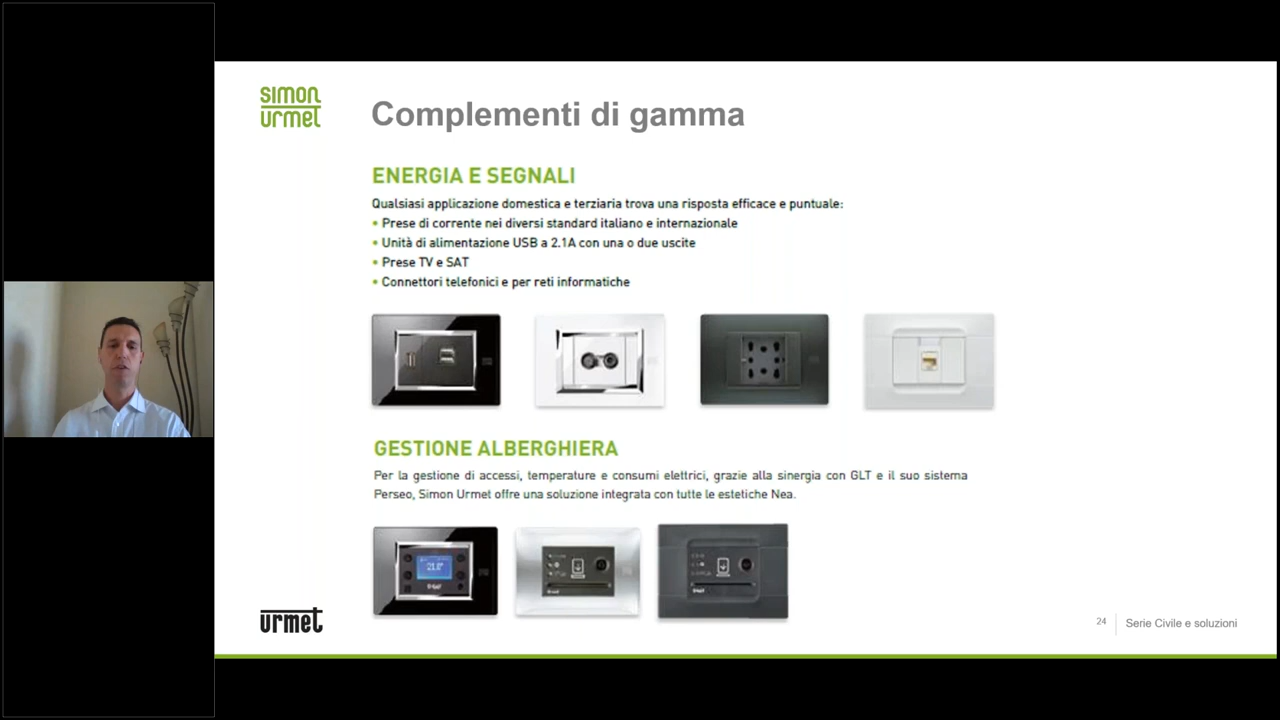 simon
urmet
Complementi di gamma
ENERGIA E SEGNALI
Qualsiasi applicazione domestica e terziaria trova una risposta efficace e puntuale:
• Prese di corrente nei diversi standard italiano e internazionale
• Unità di alimentazione USB a 2.1A con una o due uscite
• Prese TV e SAT
• Connettori telefonici e per reti informatiche
GESTIONE ALBERGHIERA
Per la gestione di accessi, temperature e consumi elettrici, grazie alla sinergia con GLT e il suo sistema
Perseo, Simon Urmet offre una soluzione integrata con tutte le estetiche Nea.
urmet
24
Serie Civile e soluzioni